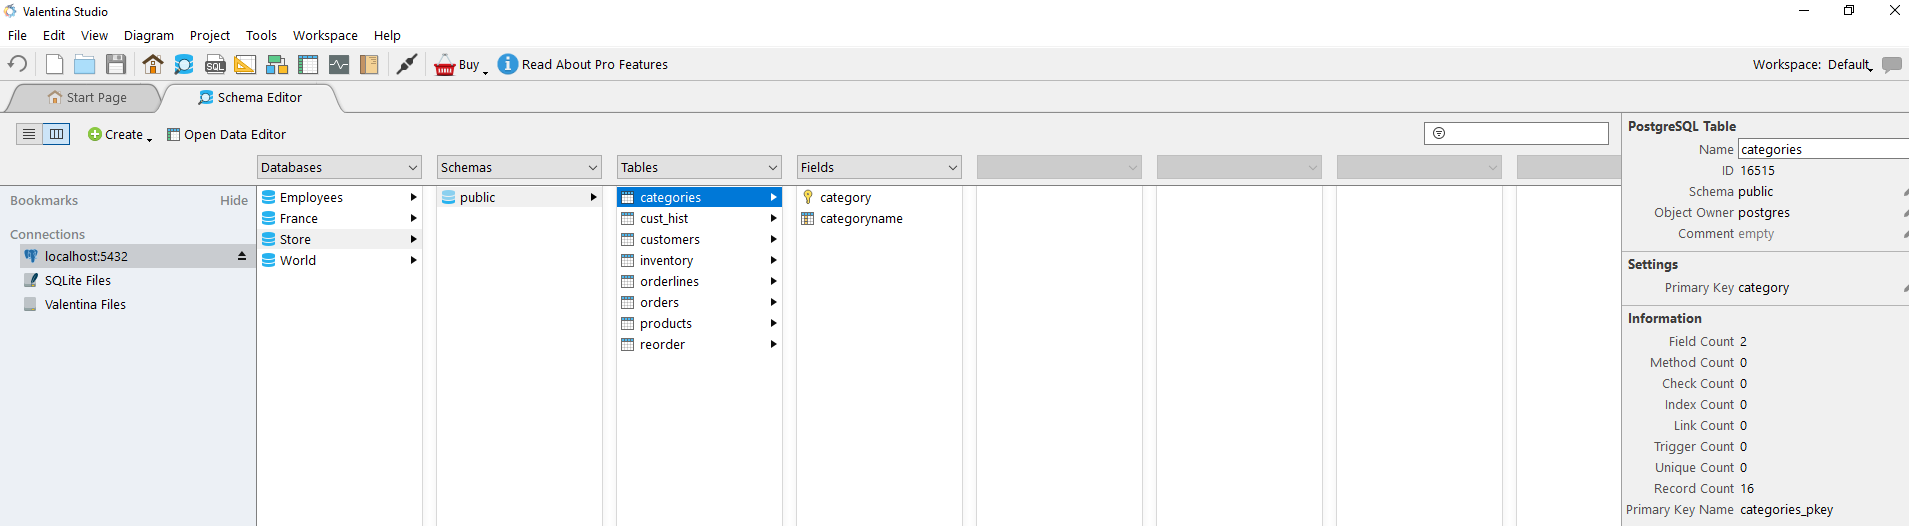 Valentina Studio
File Edit View Diagram Project Tools Workspace Help
SQL Buy Read About Pro Features Workspace: Default
Start Page Schema Editor
Create Open Data Editor
Databases Schemas Tables Fields
Bookmarks Hide
Connections
localhost:5432
SQLite Files
Valentina Files
Employees
France
Store
World
public
categories
cust_hist
customers
inventory
orderlines
orders
products
reorder
category
categoryname
PostgreSQL Table
Name categories
ID 16515
Schema public
Object Owner postgres
Comment empty
Settings
Primary Key category
Information
Field Count 2
Method Count 0
Check Count 0
Index Count 0
Link Count 0
Trigger Count 0
Unique Count 0
Record Count 16
Primary Key Name categories_pkey